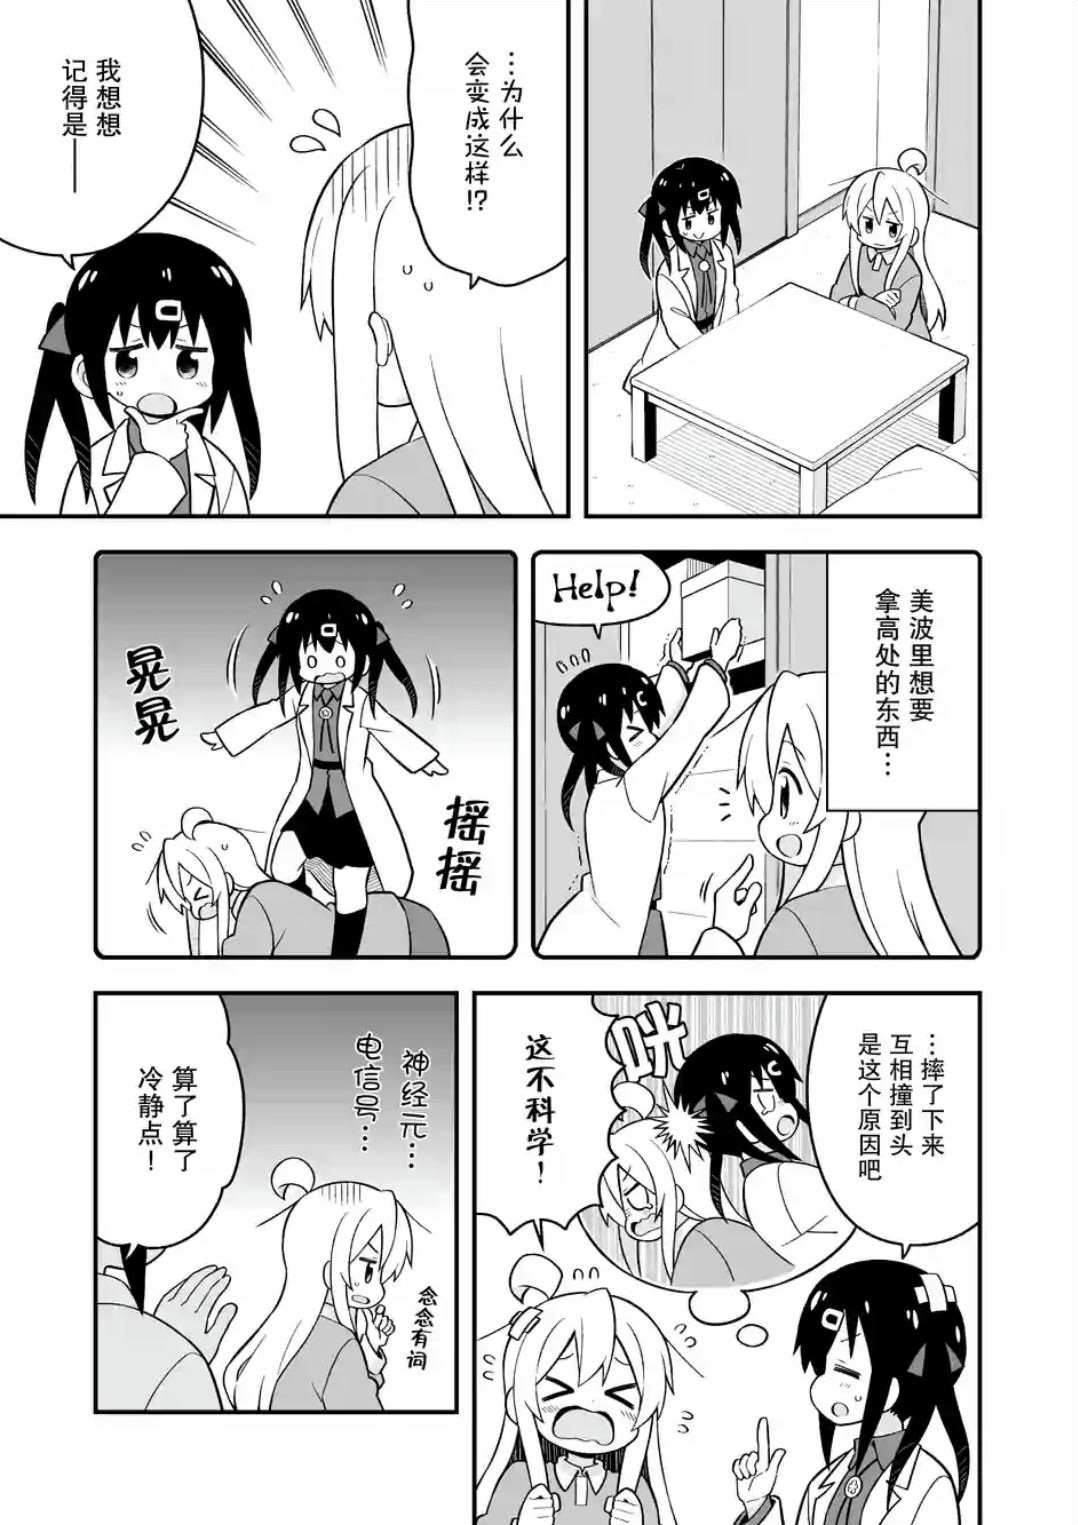 …为什么
会变成这样!?
我想想
记得是——
美波里想要
拿高处的东西…
Help!
晃晃
摇摇
…摔了下来
互相撞到头
是这个原因吧
咣
这不科学！
神经元
电信号…
念念有词
算了算了
冷静点！